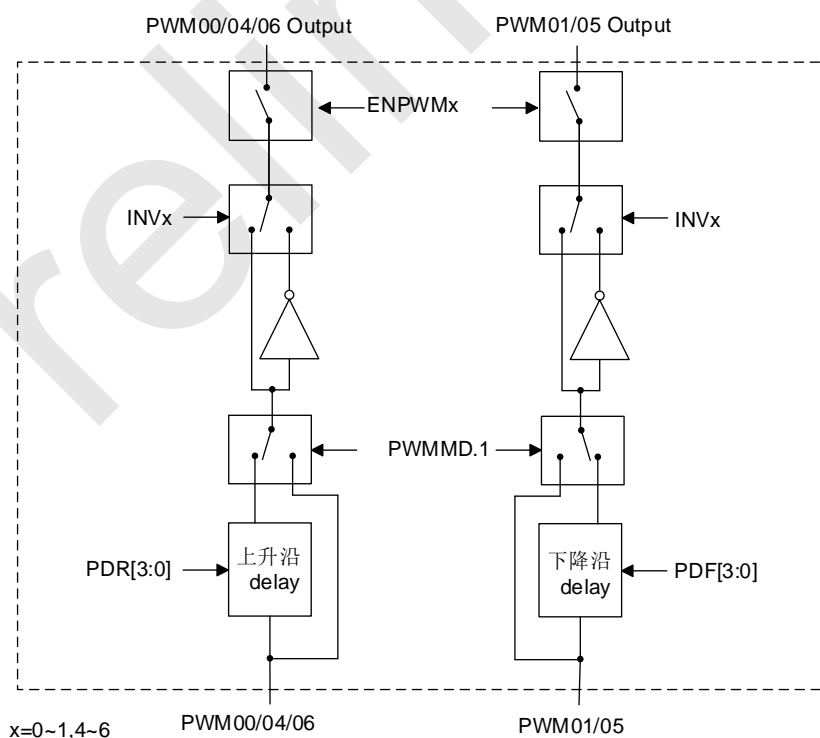 PWM00/04/06 Output
PWM01/05 Output
ENPWMx
INVx
INVx
PWMMD.1
PDR[3:0]
上升沿
delay
下降沿
delay
PDF[3:0]
x=0~1,4~6
PWM00/04/06
PWM01/05